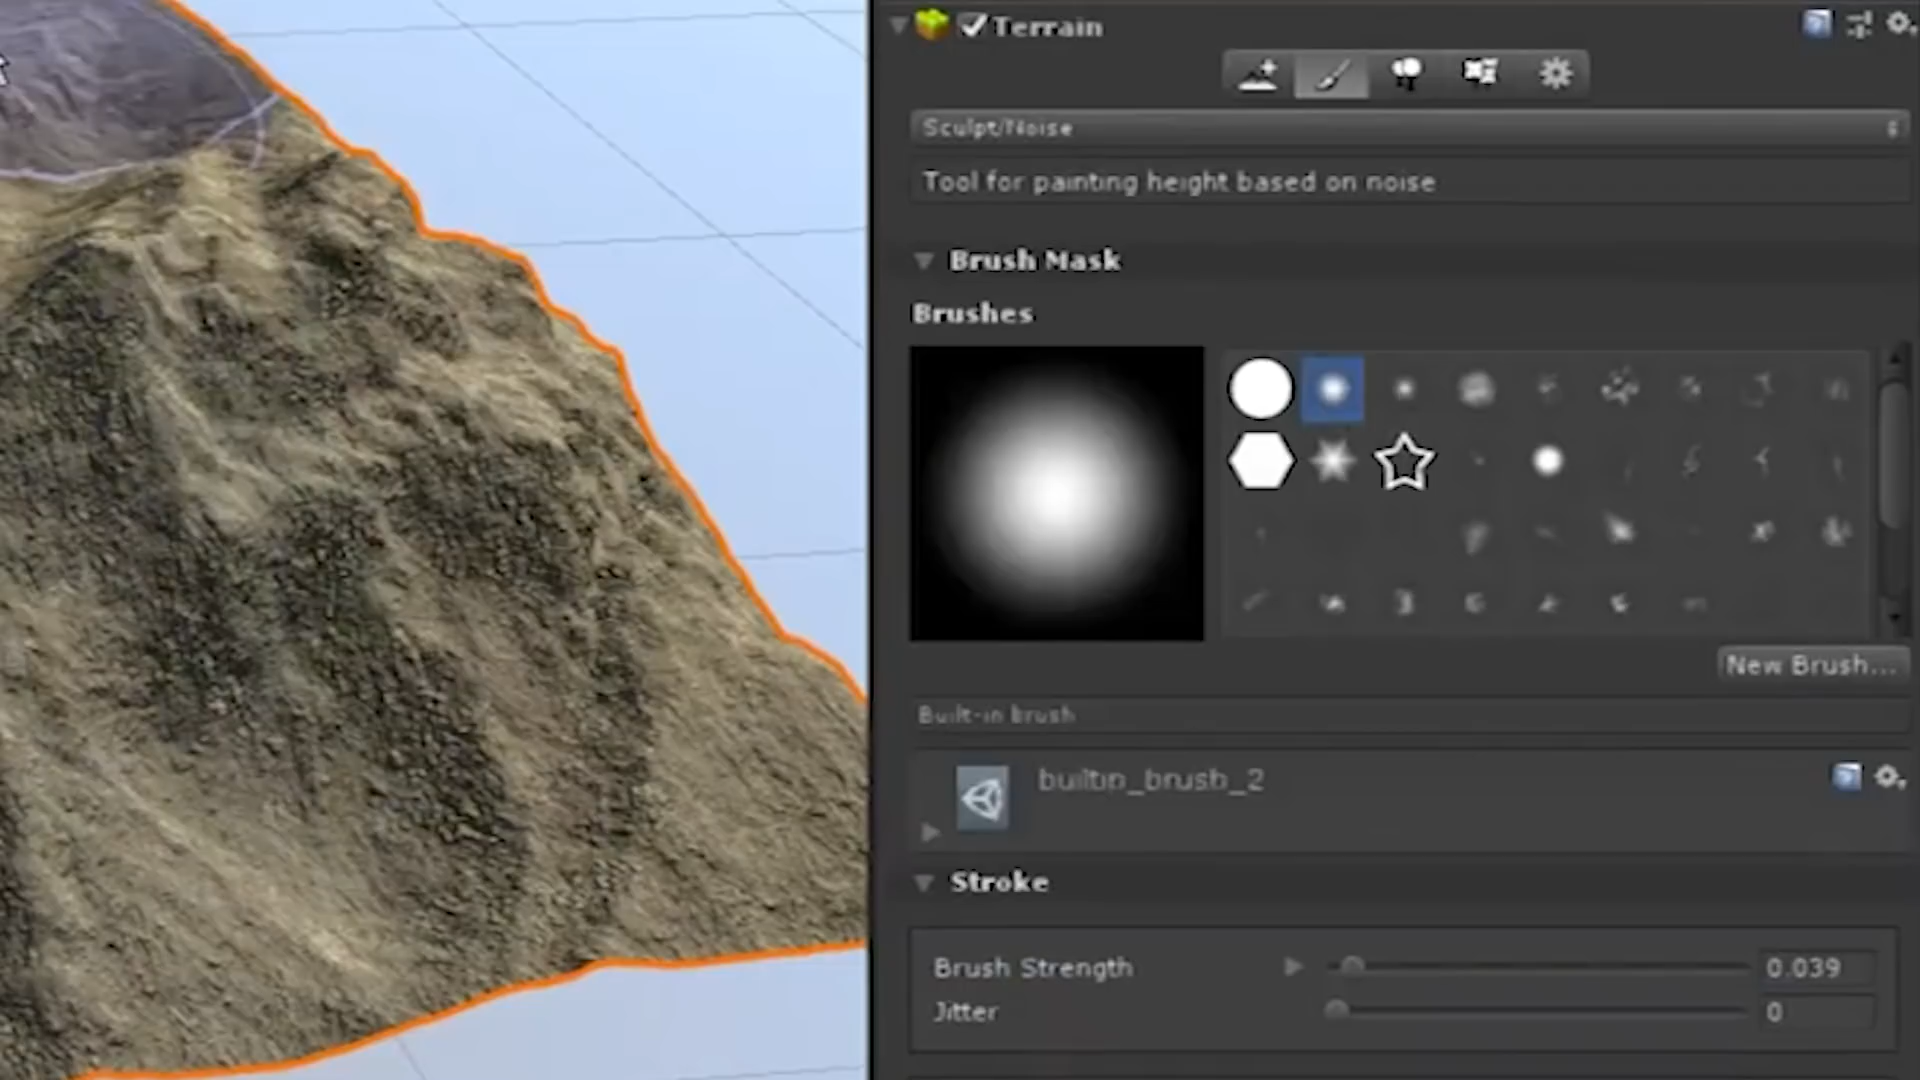 Terrain
Sculpt/Noise
Tool for painting height based on noise
Brush Mask
Brushes
New Brush...
Built-in brush
builtin_brush_2
Stroke
Brush Strength 0.039
Jitter 0